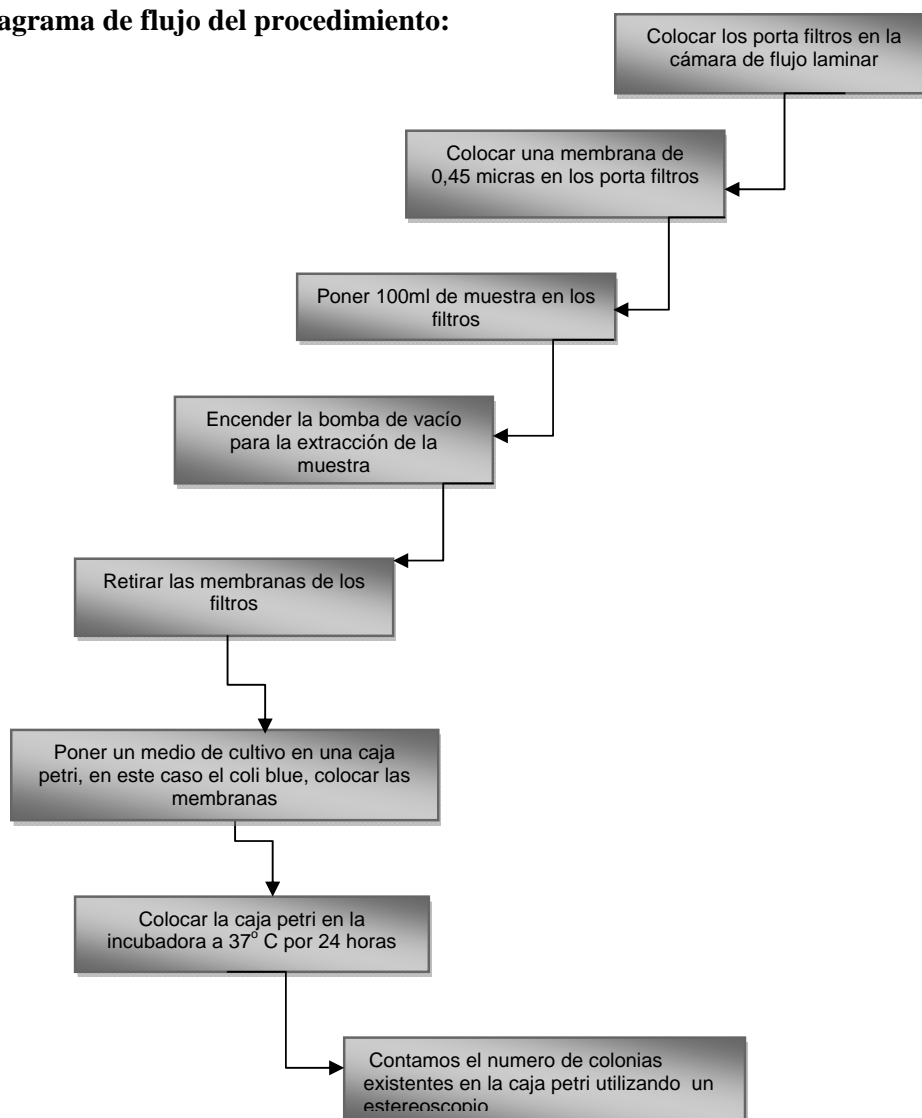 agrama de flujo del procedimiento:
Colocar los porta filtros en la
cámara de flujo laminar
Colocar una membrana de
0,45 micras en los porta filtros
Poner 100ml de muestra en los
filtros
Encender la bomba de vacío
para la extracción de la
muestra
Retirar las membranas de los
filtros
Poner un medio de cultivo en una caja
petri, en este caso el coli blue, colocar las
membranas
Colocar la caja petri en la
incubadora a 37° C por 24 horas
Contamos el numero de colonias
existentes en la caja petri utilizando un
estereoscopio